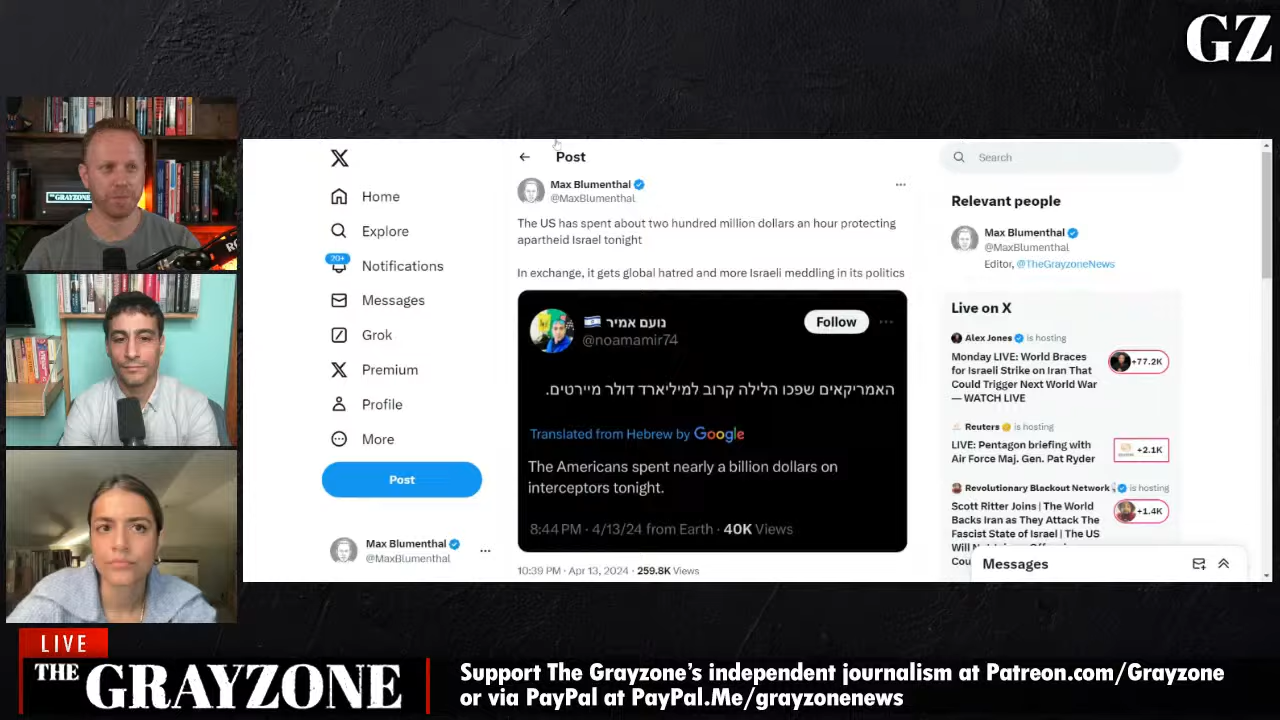 GZ
THE GRAYZONE
Post
Search
Home
Explore
20+
Notifications
Messages
Grok
Premium
Profile
More
Post
Max Blumenthal
@MaxBlumenthal
Max Blumenthal
@MaxBlumenthal
The US has spent about two hundred million dollars an hour protecting
apartheid Israel tonight
In exchange, it gets global hatred and more Israeli meddling in its politics
נועם אמיר
@noamamir74
Follow
האמריקאים שפכו הלילה קרוב למיליארד דולר מיירטים.
Translated from Hebrew by Google
The Americans spent nearly a billion dollars on
interceptors tonight.
8:44 PM · 4/13/24 from Earth · 40K Views
10:39 PM · Apr 13, 2024 · 259.8K Views
Relevant people
Max Blumenthal
@MaxBlumenthal
Editor, @TheGrayzoneNews
Live on X
Alex Jones is hosting
Monday LIVE: World Braces
for Israeli Strike on Iran That
Could Trigger Next World War
— WATCH LIVE
+77.2K
Reuters is hosting
LIVE: Pentagon briefing with
Air Force Maj. Gen. Pat Ryder
+2.1K
Revolutionary Blackout Network is hosting
Scott Ritter Joins | The World
Backs Iran as They Attack The
Fascist State of Israel | The US
+1.4K
Messages
LIVE
THE GRAYZONE
Support The Grayzone's independent journalism at Patreon.com/Grayzone
or via PayPal at PayPal.Me/grayzonenews